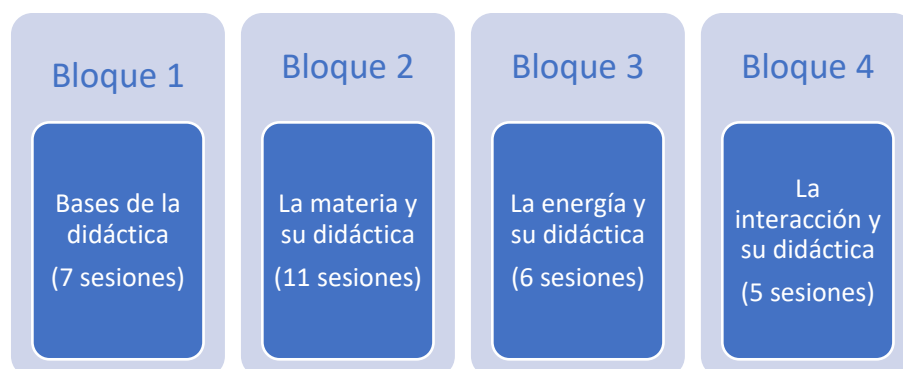 Bloque 1
Bases de la
didáctica
(7 sesiones)
Bloque 2
La materia y
su didáctica
(11 sesiones)
Bloque 3
La energía y
su didáctica
(6 sesiones)
Bloque 4
La
interacción y
su didáctica
(5 sesiones)